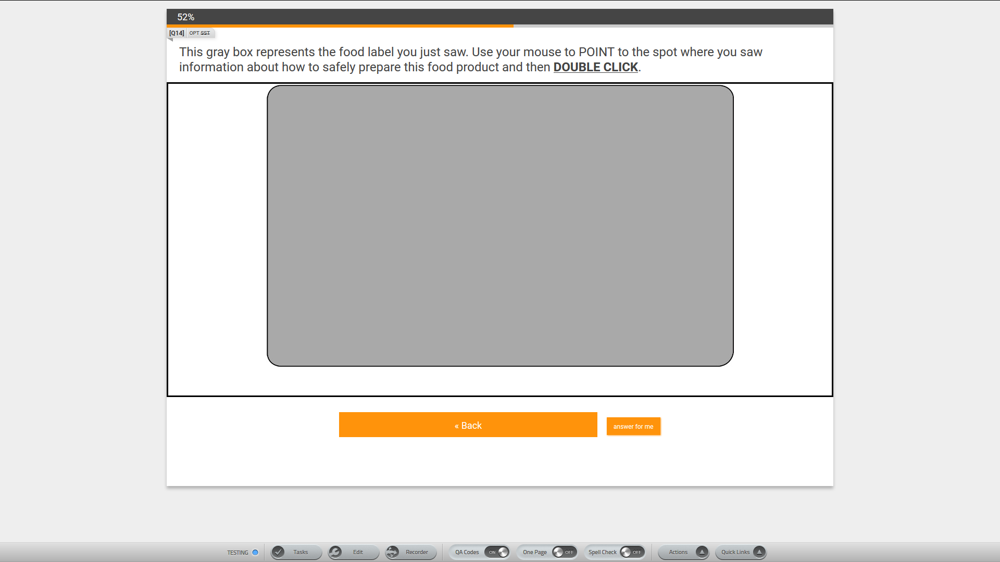 52%
[Q14] OPT SST
This gray box represents the food label you just saw. Use your mouse to POINT to the spot where you saw
information about how to safely prepare this food product and then DOUBLE CLICK.
« Back
answer for me
TESTING Tasks Edit Recorder QA Codes ON One Page OFF Spell Check OFF Actions Quick Links